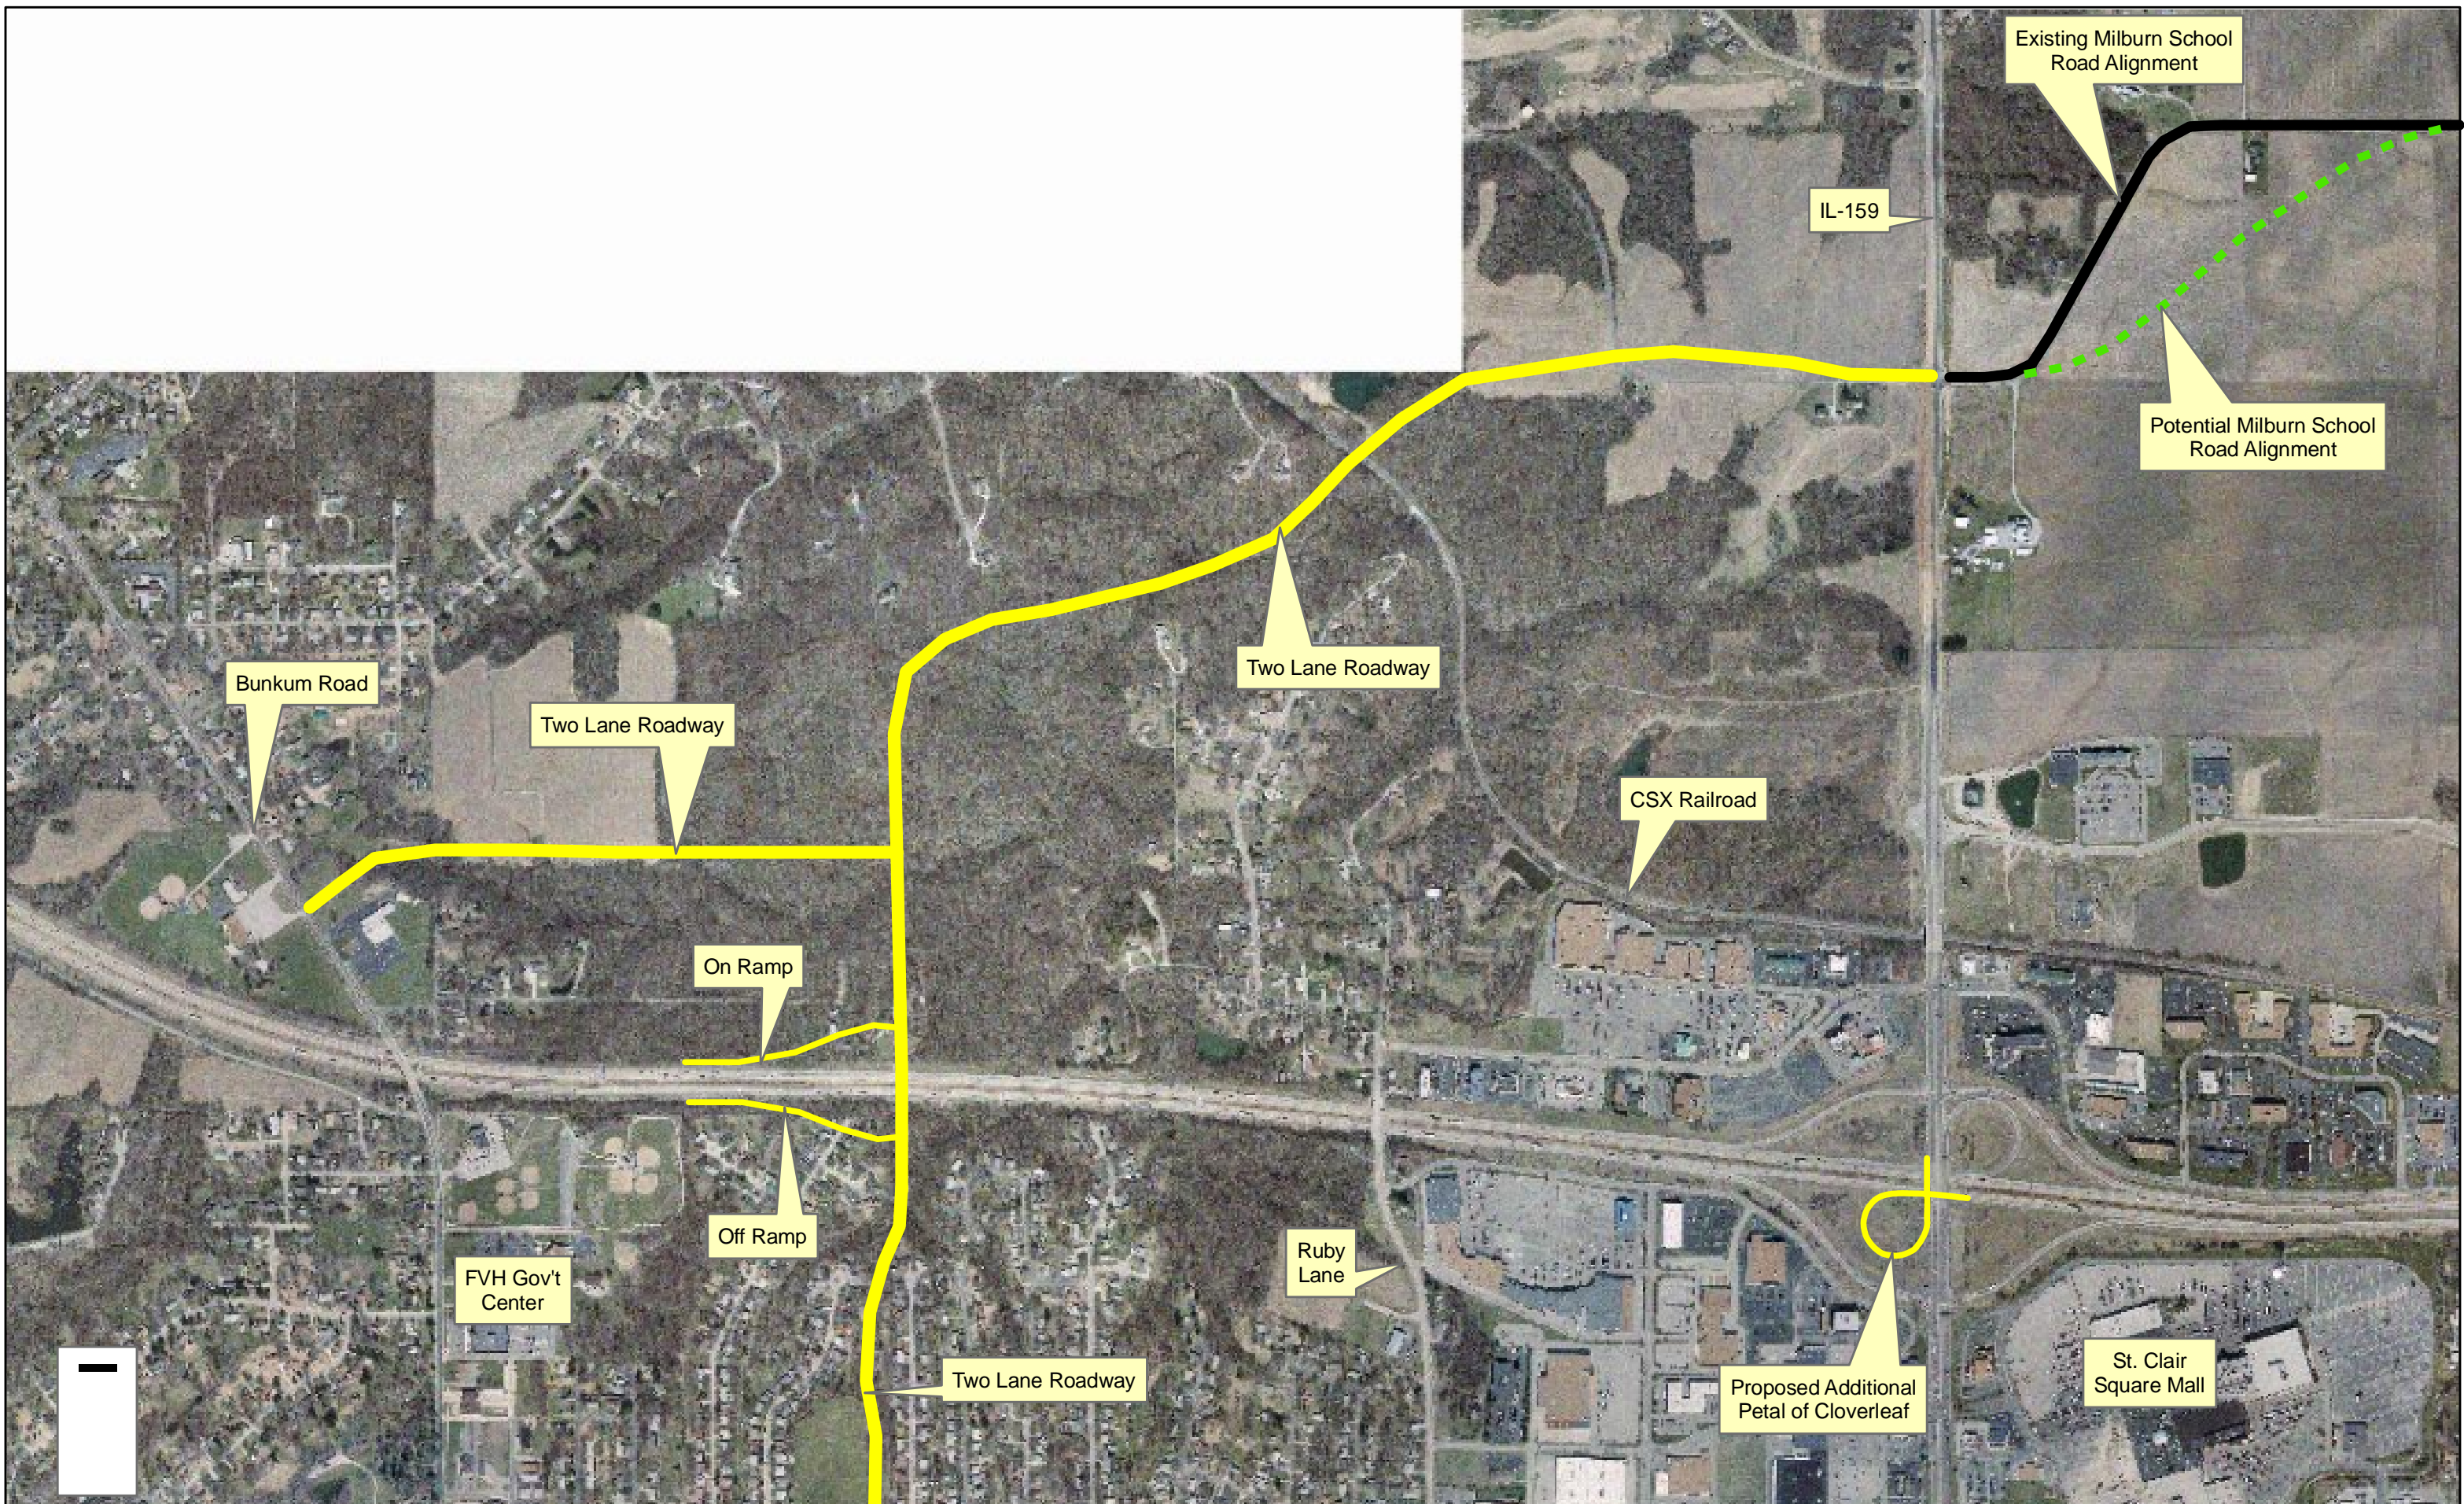 Existing Milburn School
Road Alignment
IL-159
Potential Milburn School
Road Alignment
Two Lane Roadway
Bunkum Road
Two Lane Roadway
CSX Railroad
On Ramp
Off Ramp
Ruby
Lane
FVH Gov't
Center
Two Lane Roadway
Proposed Additional
Petal of Cloverleaf
St. Clair
Square Mall